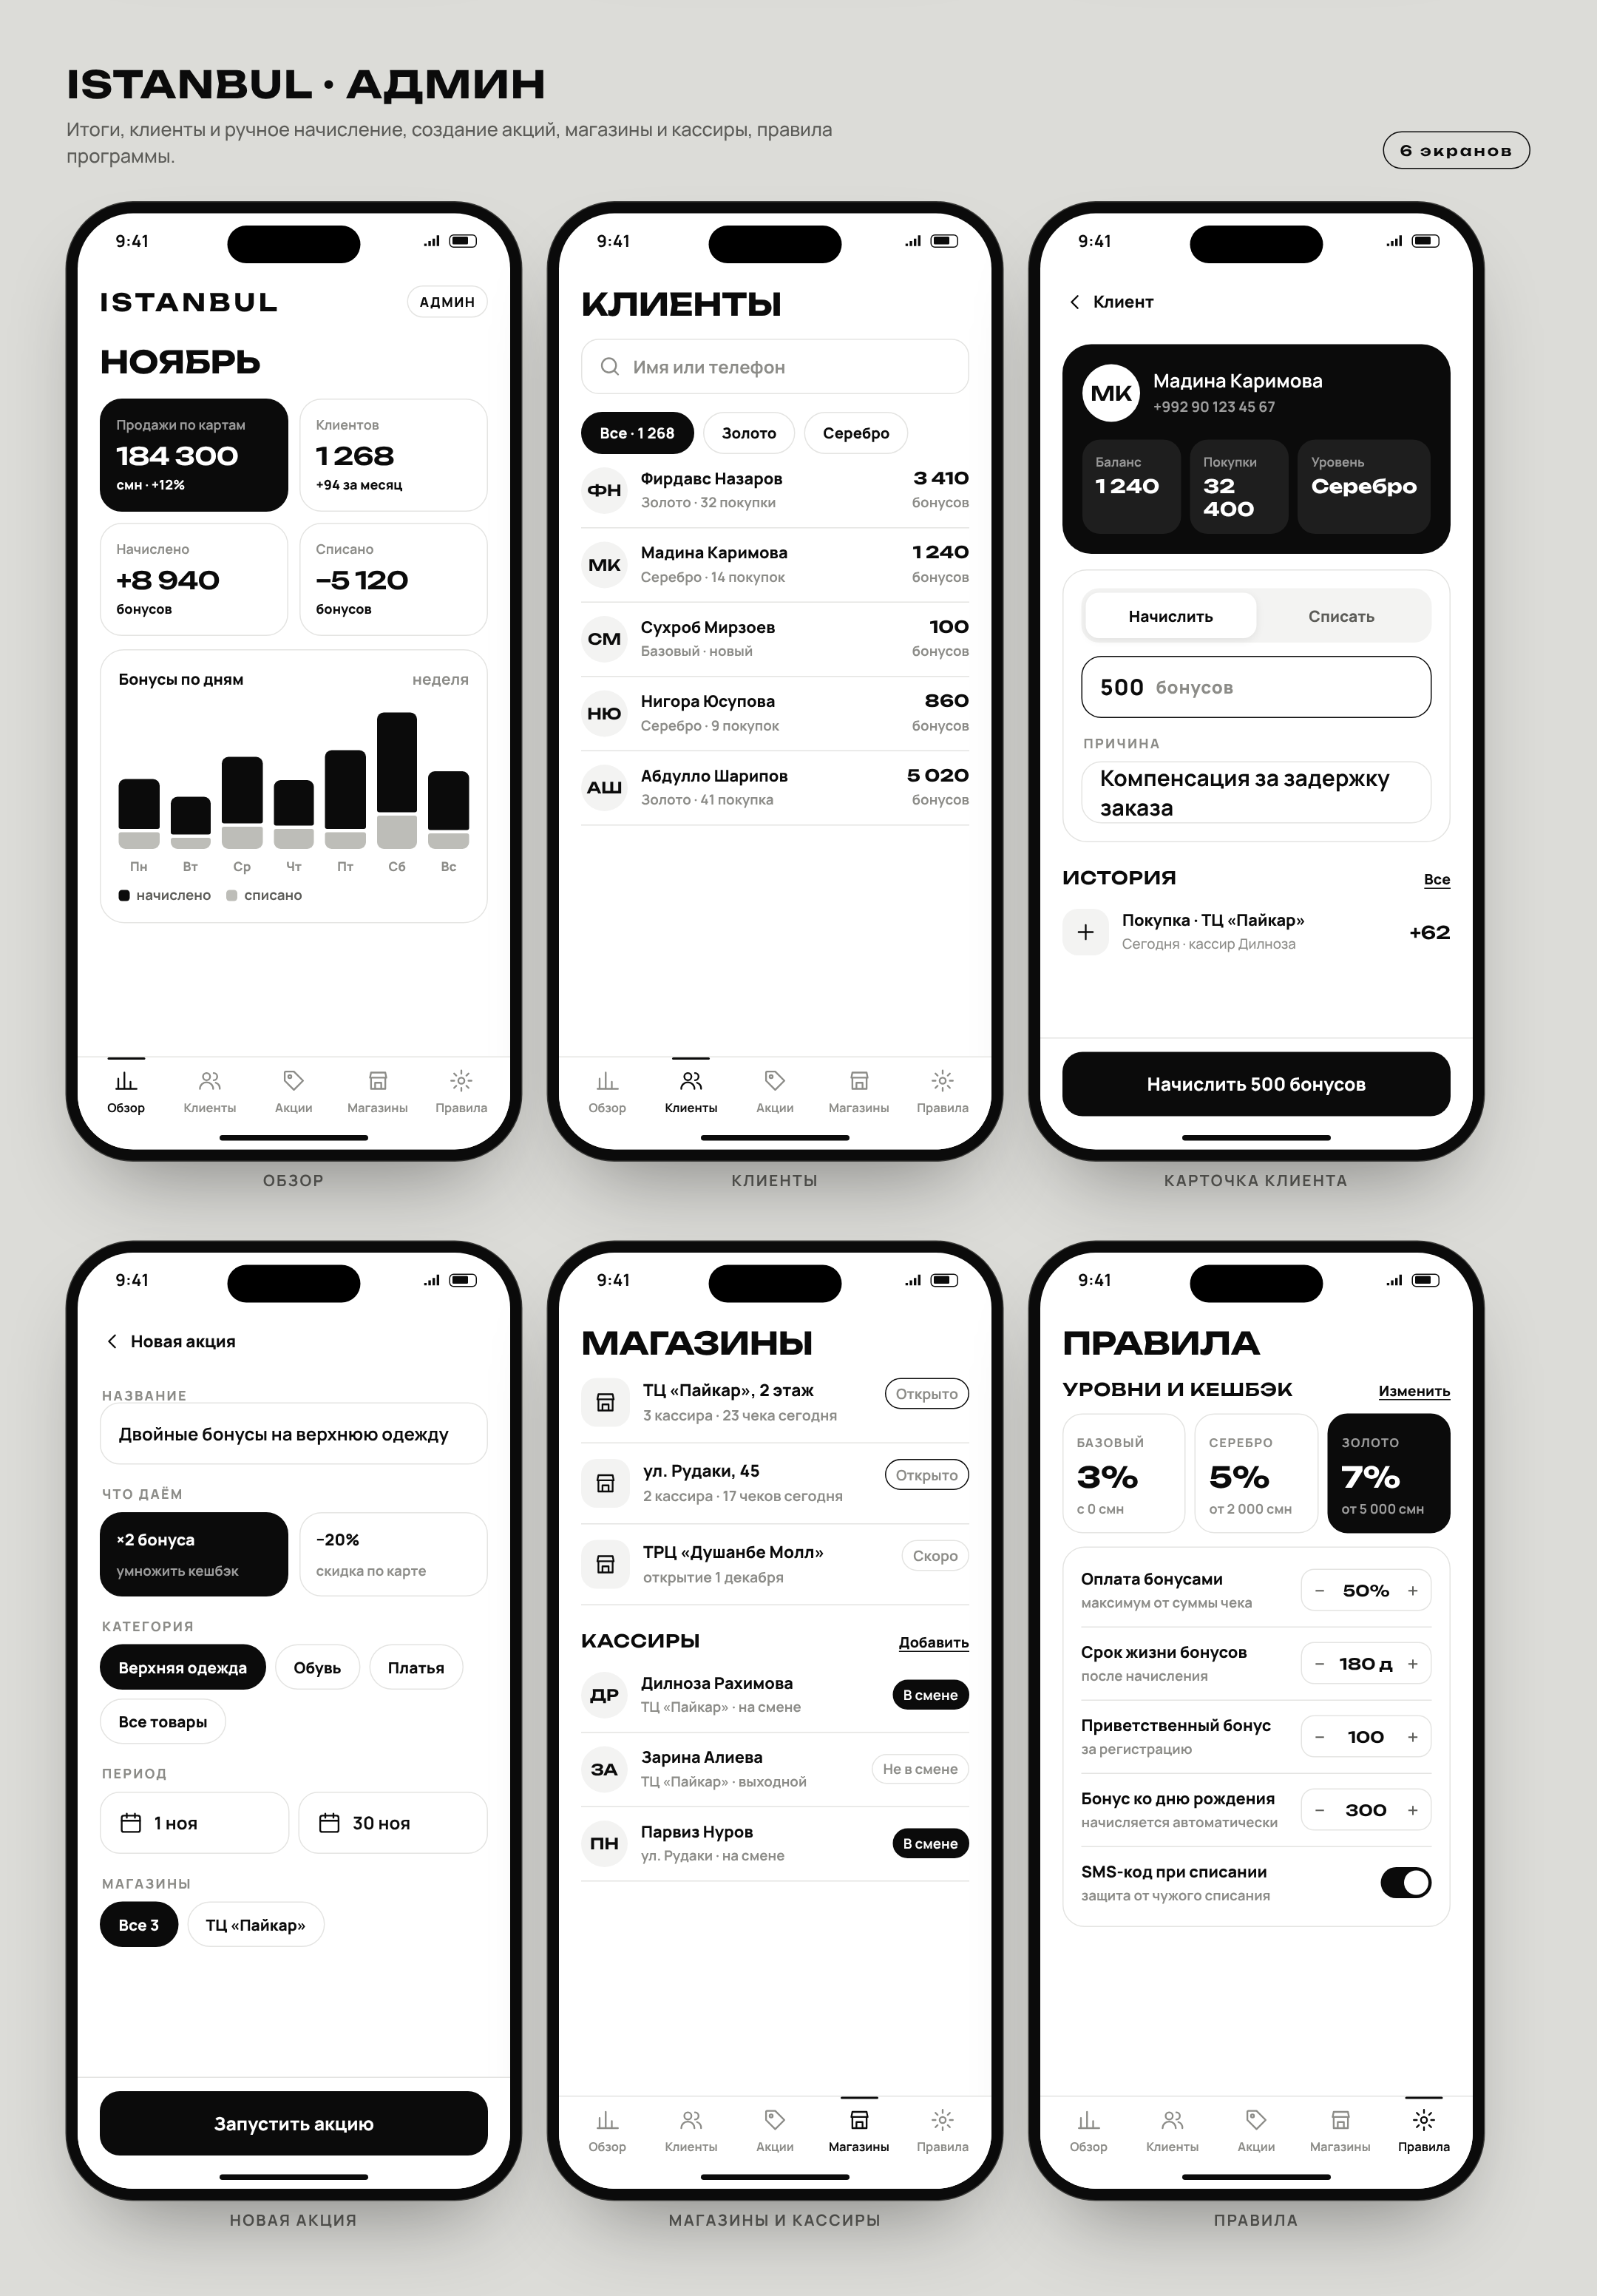 ISTANBUL · АДМИН
Итоги, клиенты и ручное начисление, создание акций, магазины и кассиры, правила
программы.
6 экранов
9:41
ISTANBUL
АДМИН
НОЯБРЬ
Продажи по картам
184 300
смн · +12%
Клиентов
1 268
+94 за месяц
Начислено
+8 940
бонусов
Списано
−5 120
бонусов
Бонусы по дням
неделя
Пн Вт Ср Чт Пт Сб Вс
начислено списано
Обзор Клиенты Акции Магазины Правила
ОБЗОР
9:41
КЛИЕНТЫ
Имя или телефон
Все · 1 268 Золото Серебро
ФН
Фирдавс Назаров
Золото · 32 покупки
3 410
бонусов
МК
Мадина Каримова
Серебро · 14 покупок
1 240
бонусов
СМ
Сухроб Мирзоев
Базовый · новый
100
бонусов
НЮ
Нигора Юсупова
Серебро · 9 покупок
860
бонусов
АШ
Абдулло Шарипов
Золото · 41 покупка
5 020
бонусов
Обзор Клиенты Акции Магазины Правила
КЛИЕНТЫ
9:41
Клиент
МК
Мадина Каримова
+992 90 123 45 67
Баланс
1 240
Покупки
32
400
Уровень
Серебро
Начислить Списать
500 бонусов
ПРИЧИНА
Компенсация за задержку
заказа
ИСТОРИЯ
Все
Покупка · ТЦ «Пайкар»
Сегодня · кассир Дилноза
+62
Начислить 500 бонусов
КАРТОЧКА КЛИЕНТА
9:41
Новая акция
НАЗВАНИЕ
Двойные бонусы на верхнюю одежду
ЧТО ДАЁМ
×2 бонуса
умножить кешбэк
−20%
скидка по карте
КАТЕГОРИЯ
Верхняя одежда Обувь Платья
Все товары
ПЕРИОД
1 ноя 30 ноя
МАГАЗИНЫ
Все 3 ТЦ «Пайкар»
Запустить акцию
НОВАЯ АКЦИЯ
9:41
МАГАЗИНЫ
ТЦ «Пайкар», 2 этаж
3 кассира · 23 чека сегодня
Открыто
ул. Рудаки, 45
2 кассира · 17 чеков сегодня
Открыто
ТРЦ «Душанбе Молл»
открытие 1 декабря
Скоро
КАССИРЫ
Добавить
ДР
Дилноза Рахимова
ТЦ «Пайкар» · на смене
В смене
ЗА
Зарина Алиева
ТЦ «Пайкар» · выходной
Не в смене
ПН
Парвиз Нуров
ул. Рудаки · на смене
В смене
Обзор Клиенты Акции Магазины Правила
МАГАЗИНЫ И КАССИРЫ
9:41
ПРАВИЛА
УРОВНИ И КЕШБЭК
Изменить
БАЗОВЫЙ
3%
с 0 смн
СЕРЕБРО
5%
от 2 000 смн
ЗОЛОТО
7%
от 5 000 смн
Оплата бонусами
максимум от суммы чека
− 50% +
Срок жизни бонусов
после начисления
− 180 д +
Приветственный бонус
за регистрацию
− 100 +
Бонус ко дню рождения
начисляется автоматически
− 300 +
SMS-код при списании
защита от чужого списания
Обзор Клиенты Акции Магазины Правила
ПРАВИЛА